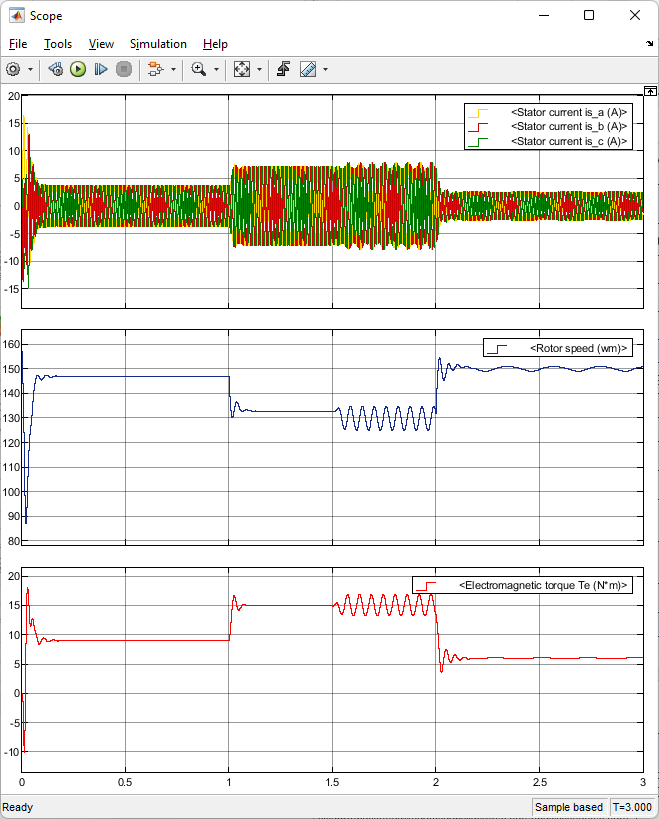 Scope
File Tools View Simulation Help
20
15
10
5
0
-5
-10
-15
<Stator current is_a (A)>
<Stator current is_b (A)>
<Stator current is_c (A)>
160
150
140
130
120
110
100
90
80
<Rotor speed (wm)>
20
15
10
5
0
-5
-10
<Electromagnetic torque Te (N*m)>
0 0.5 1 1.5 2 2.5 3
Ready Sample based T=3.000